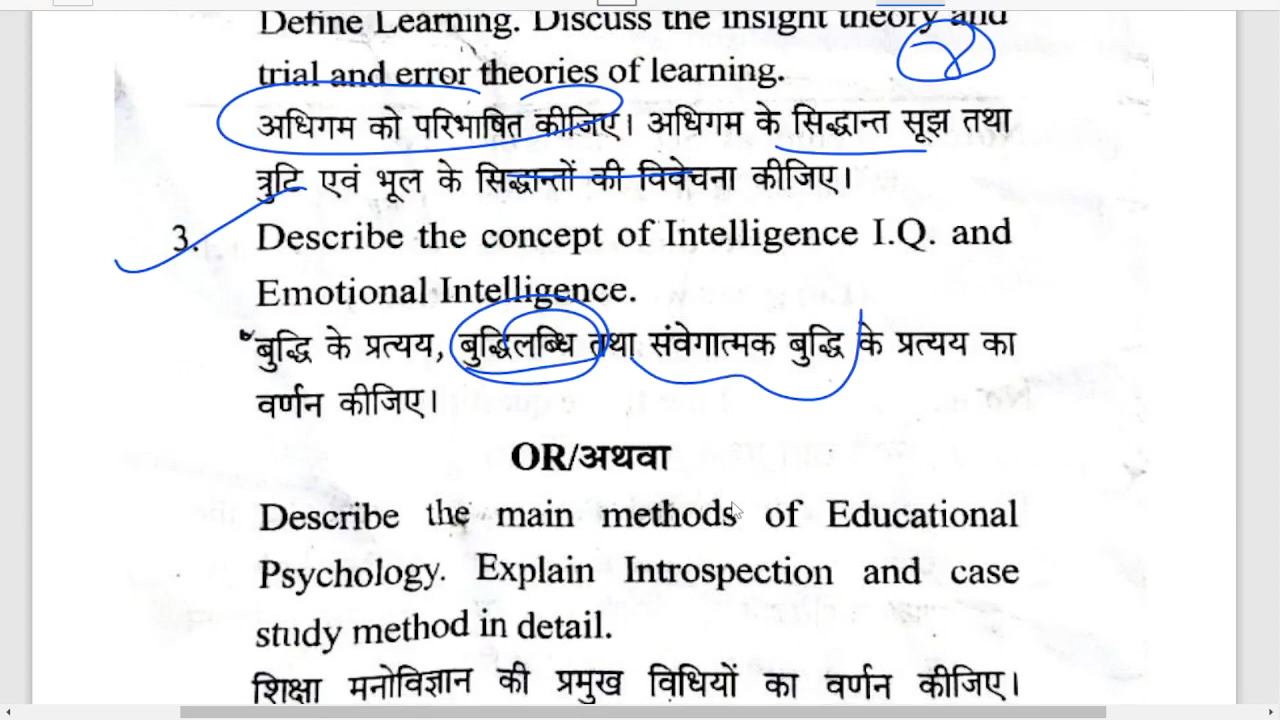 Define Learning. Discuss the insight theory and
trial and error theories of learning.
अधिगम को परिभाषित कीजिए। अधिगम के सिद्धान्त सूझ तथा
त्रुटि एवं भूल के सिद्धान्तों की विवेचना कीजिए।
3. Describe the concept of Intelligence I.Q. and
Emotional Intelligence.
बुद्धि के प्रत्यय, बुद्धिलब्धि तथा संवेगात्मक बुद्धि के प्रत्यय का
वर्णन कीजिए।
OR/अथवा
Describe the main methods of Educational
Psychology. Explain Introspection and case
study method in detail.
शिक्षा मनोविज्ञान की प्रमुख विधियों का वर्णन कीजिए।